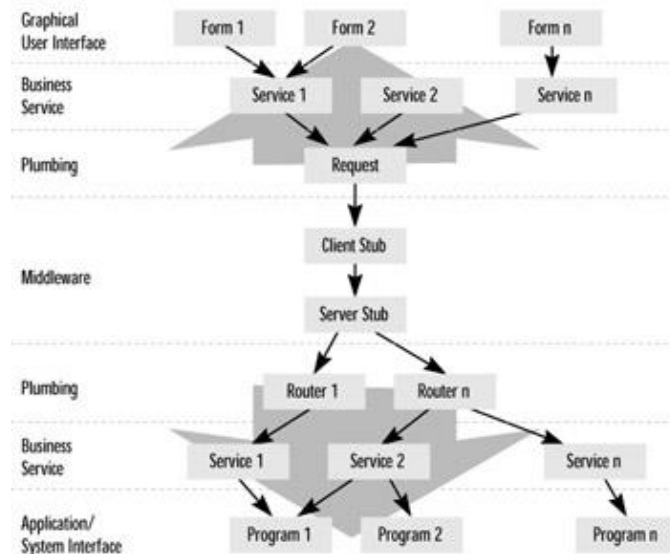 Graphical
User Interface
Form 1
Form 2
Form n
Business
Service
Service 1
Service 2
Service n
Plumbing
Request
Client Stub
Middleware
Server Stub
Plumbing
Router 1
Router n
Business
Service
Service 1
Service 2
Service n
Application/
System Interface
Program 1
Program 2
Program n